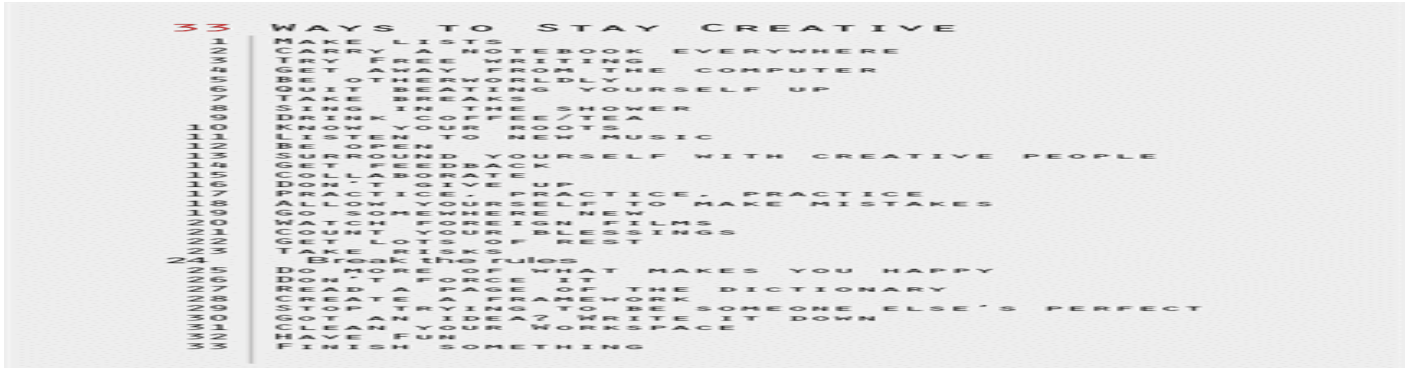 33 Ways to Stay Creative
1 Make lists
2 Carry a notebook everywhere
3 Try free writing
4 Get away from the computer
5 Be otherworldly
6 Quit beating yourself up
7 Take breaks
8 Sing in the shower
9 Drink coffee/tea
10 Know your roots
11 Listen to new music
12 Be open
13 Surround yourself with creative people
14 Get feedback
15 Collaborate
16 Don't give up
17 Practice, practice, practice
18 Allow yourself to make mistakes
19 Go somewhere new
20 Watch foreign films
21 Count your blessings
22 Get lots of rest
23 Take risks
24 Break the rules
25 Do more of what makes you happy
26 Don't force it
27 Read a page of the dictionary
28 Create a framework
29 Stop trying to be someone else's perfect
30 Got an idea? Write it down
31 Clean your workspace
32 Have fun
33 Finish something